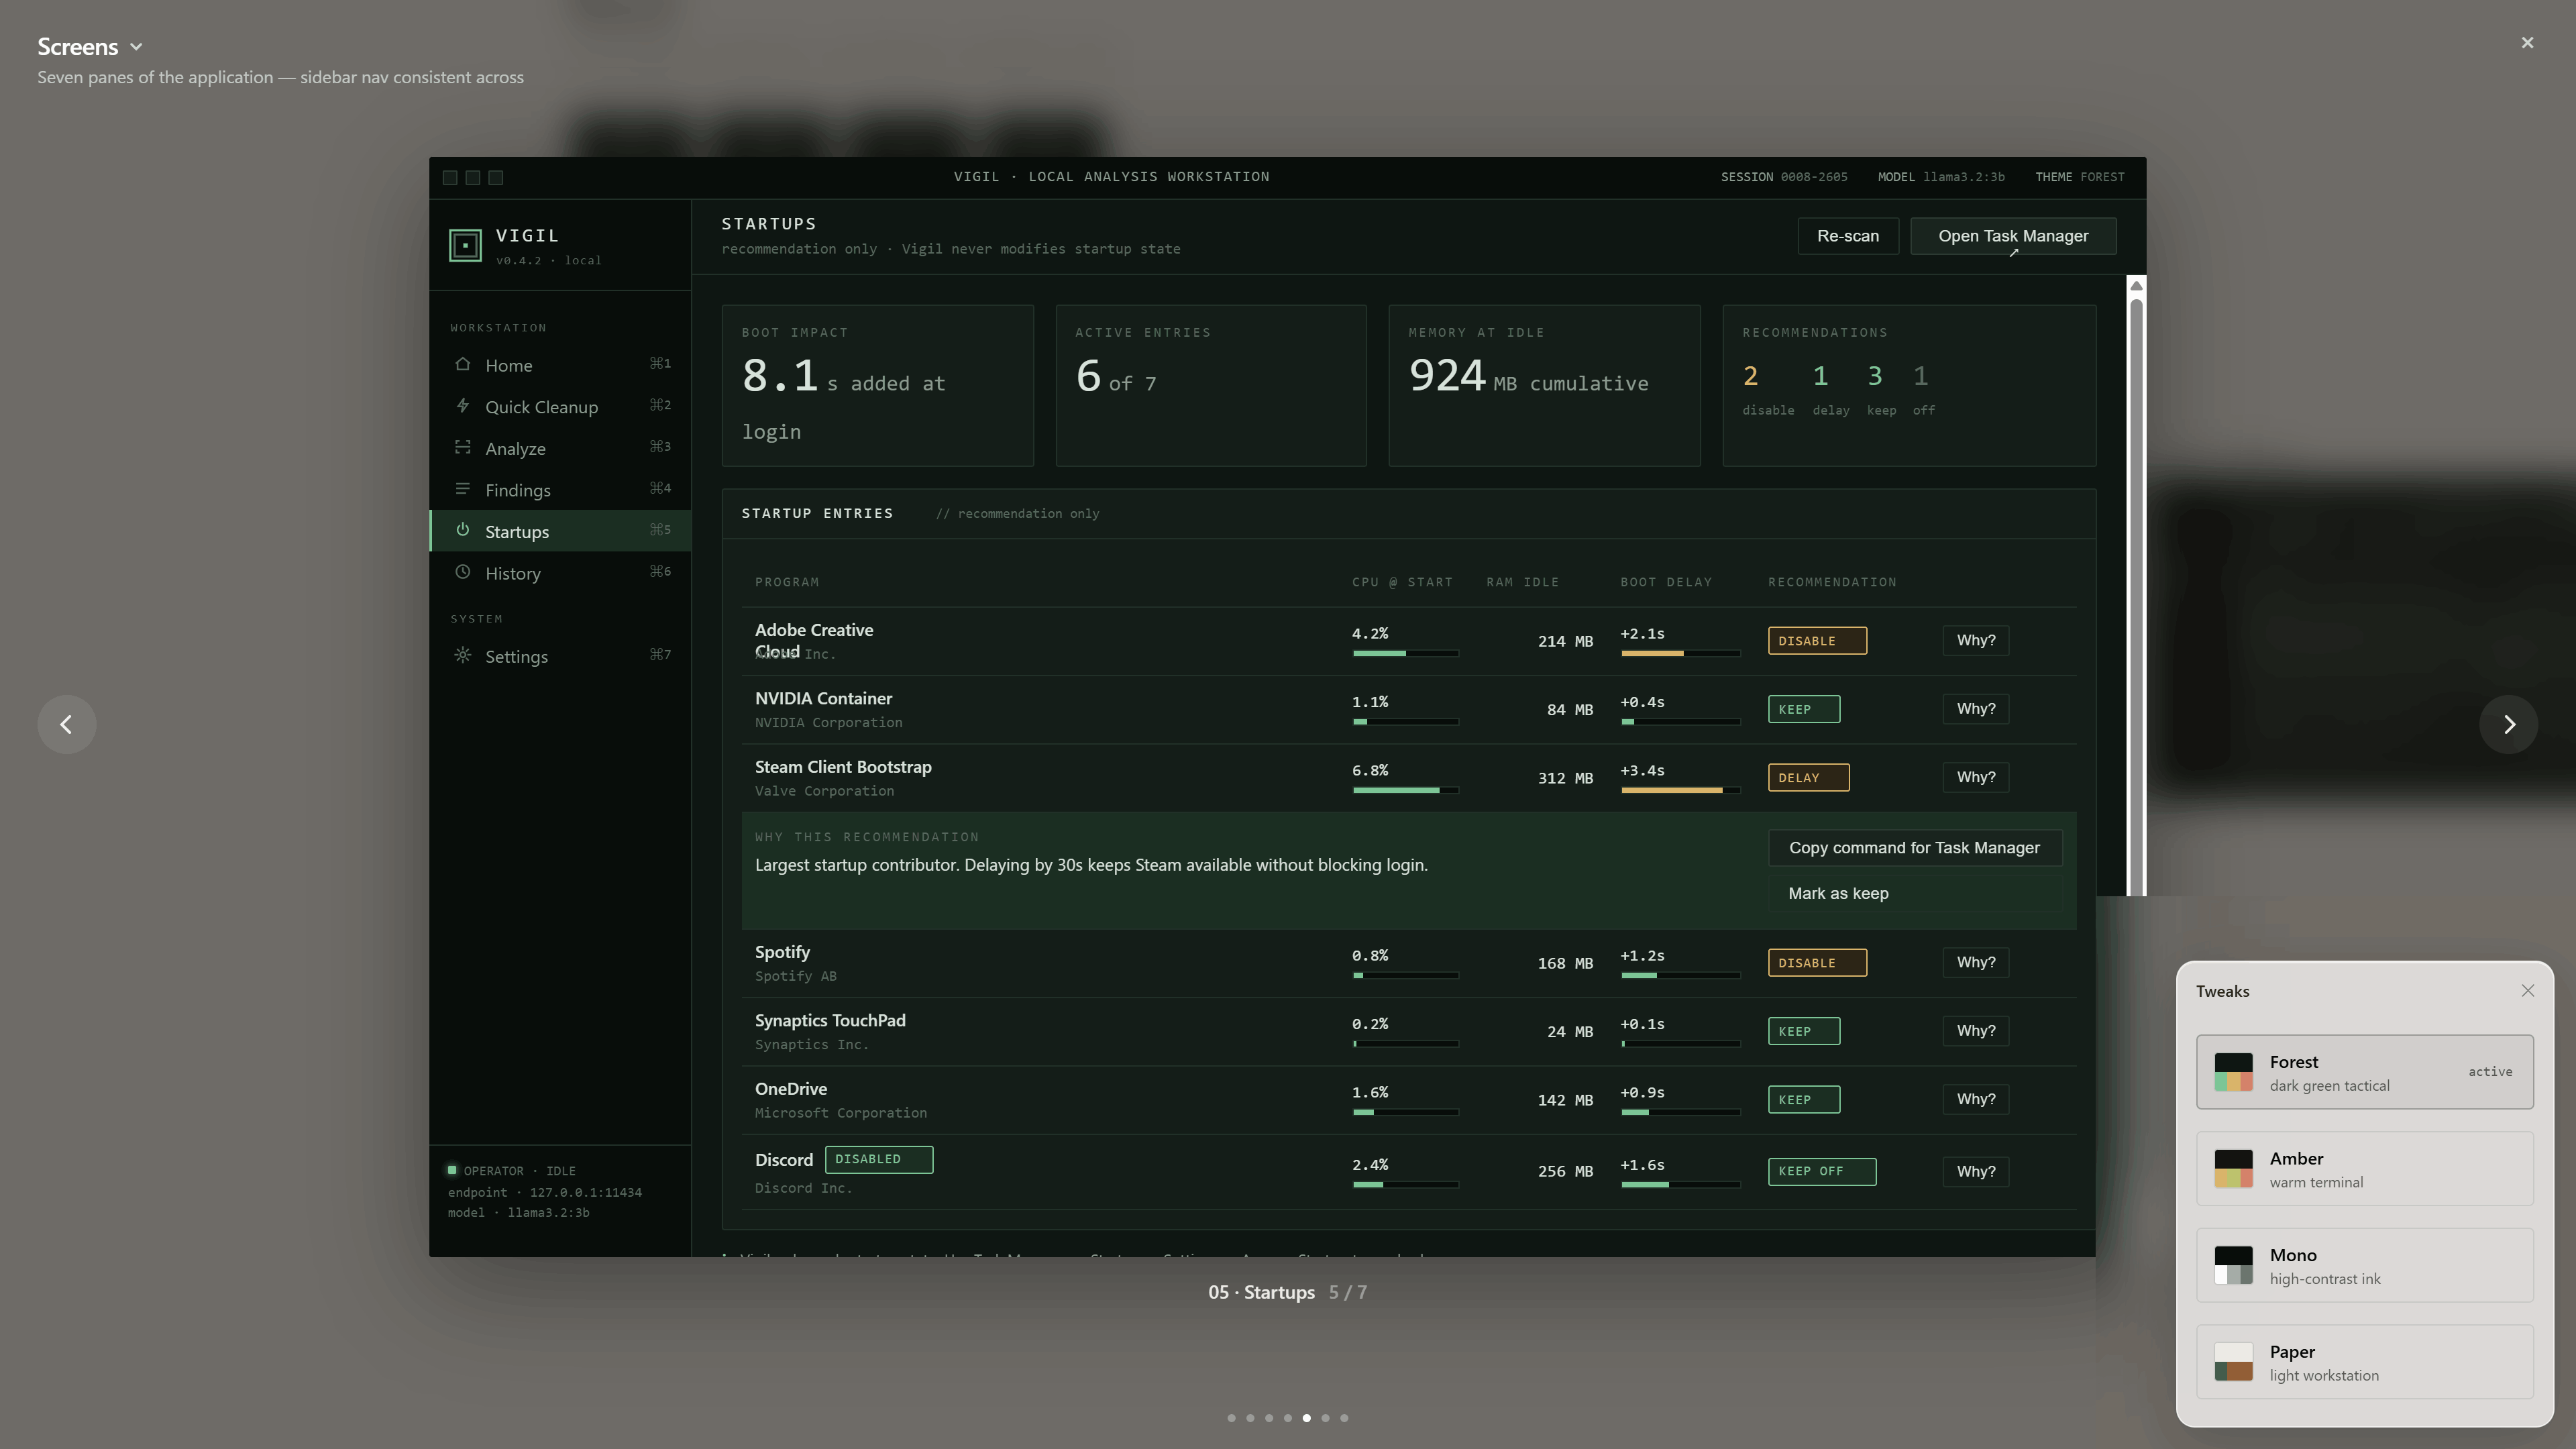 Screens
Seven panes of the application — sidebar nav consistent across
VIGIL · LOCAL ANALYSIS WORKSTATION
SESSION 0008-2605 MODEL llama3.2:3b THEME FOREST
VIGIL
v0.4.2 · local
WORKSTATION
Home ⌘1
Quick Cleanup ⌘2
Analyze ⌘3
Findings ⌘4
Startups ⌘5
History ⌘6
SYSTEM
Settings ⌘7
OPERATOR · IDLE
endpoint · 127.0.0.1:11434
model · llama3.2:3b
STARTUPS
recommendation only · Vigil never modifies startup state
Re-scan
Open Task Manager ↗
BOOT IMPACT
8.1 s added at
login
ACTIVE ENTRIES
6 of 7
MEMORY AT IDLE
924 MB cumulative
RECOMMENDATIONS
2 1 3 1
disable delay keep off
STARTUP ENTRIES // recommendation only
PROGRAM CPU @ START RAM IDLE BOOT DELAY RECOMMENDATION
Adobe Creative
Cloud
Adobe Inc.
4.2% 214 MB +2.1s DISABLE Why?
NVIDIA Container
NVIDIA Corporation
1.1% 84 MB +0.4s KEEP Why?
Steam Client Bootstrap
Valve Corporation
6.8% 312 MB +3.4s DELAY Why?
WHY THIS RECOMMENDATION
Largest startup contributor. Delaying by 30s keeps Steam available without blocking login.
Copy command for Task Manager
Mark as keep
Spotify
Spotify AB
0.8% 168 MB +1.2s DISABLE Why?
Synaptics TouchPad
Synaptics Inc.
0.2% 24 MB +0.1s KEEP Why?
OneDrive
Microsoft Corporation
1.6% 142 MB +0.9s KEEP Why?
Discord DISABLED
Discord Inc.
2.4% 256 MB +1.6s KEEP OFF Why?
05 · Startups 5 / 7
Tweaks
Forest
dark green tactical
active
Amber
warm terminal
Mono
high-contrast ink
Paper
light workstation